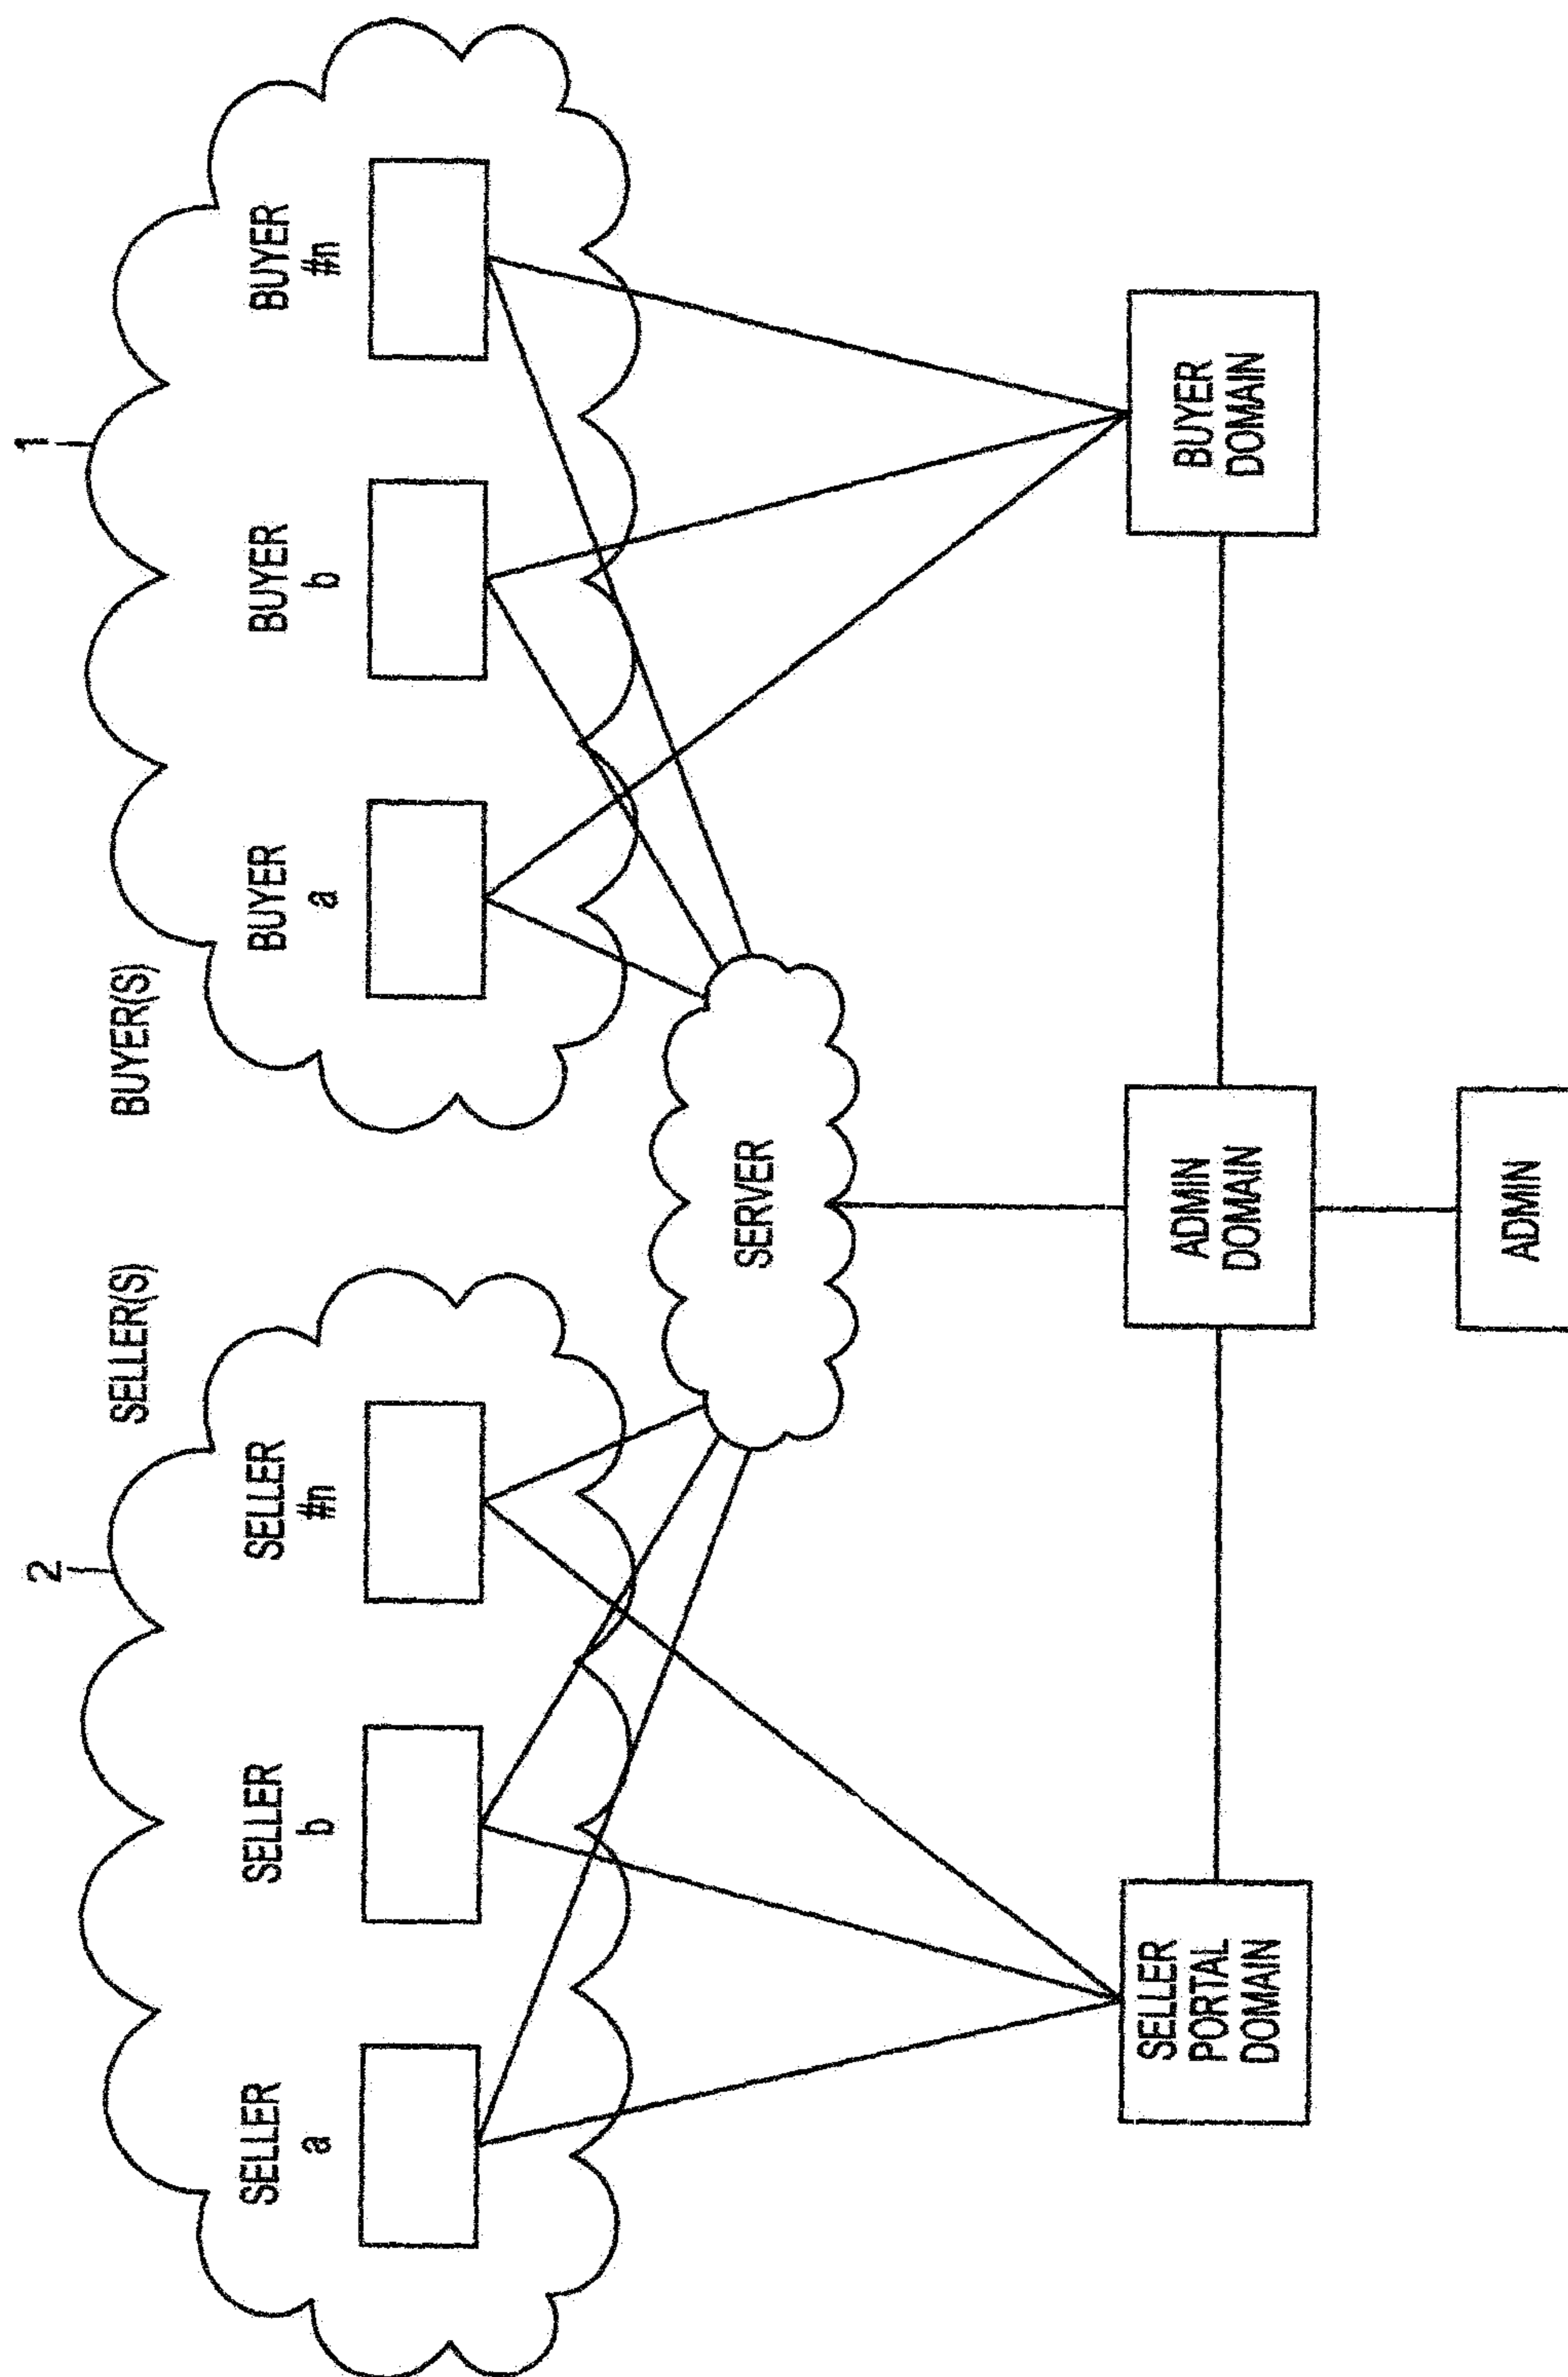 2
1
SELLER(S)
BUYER(S)
SELLER
a
SELLER
b
SELLER
#n
BUYER
a
BUYER
b
BUYER
#n
SERVER
SELLER
PORTAL
DOMAIN
ADMIN
DOMAIN
BUYER
DOMAIN
ADMIN